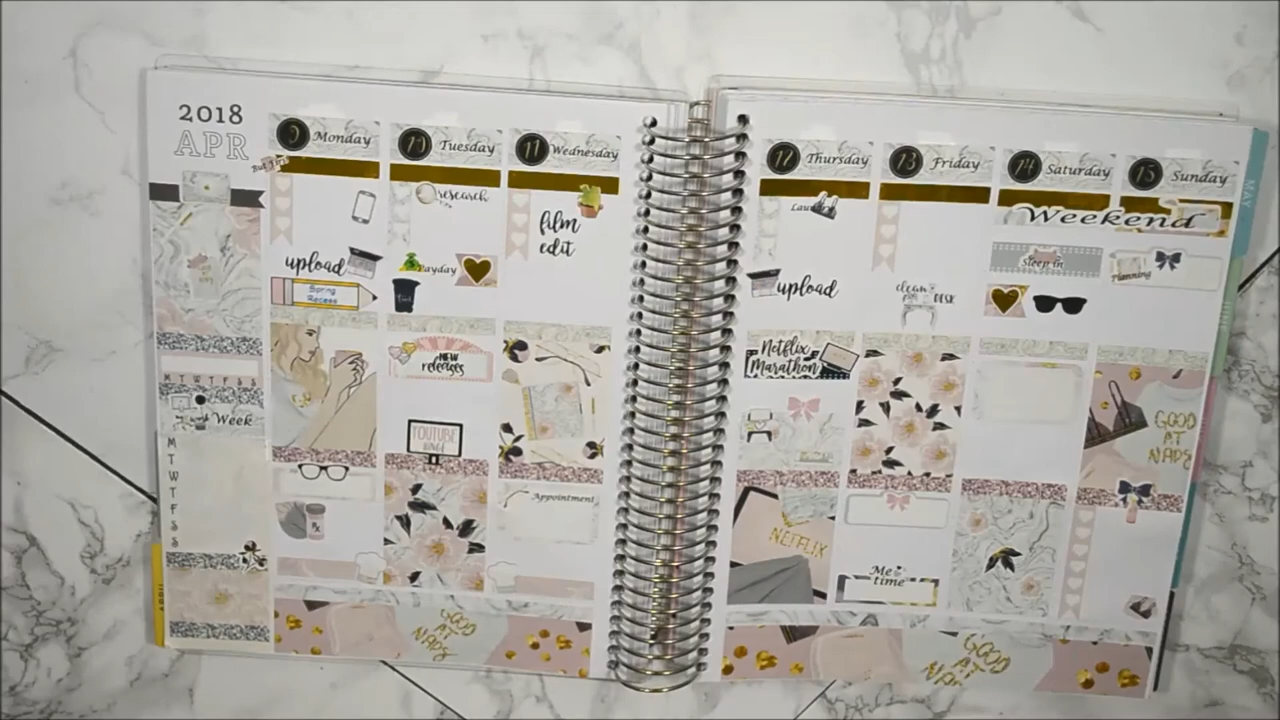 2018
APR
9 Monday
10 Tuesday
11 Wednesday
12 Thursday
13 Friday
14 Saturday
15 Sunday
research
film
edit
upload
Payday
Spring
Recess
Weekend
Sleep in
Planning
upload
clean
DESK
NEW
releases
YOUTUBE
Appointment
Rx
Netflix
Marathon
NETFLIX
Me
time
GOOD
AT
NAPS
M T W T F S S
Week
M
T
W
T
F
S
S
GOOD
AT
NAPS
GOOD
AT
NAPS
MAY